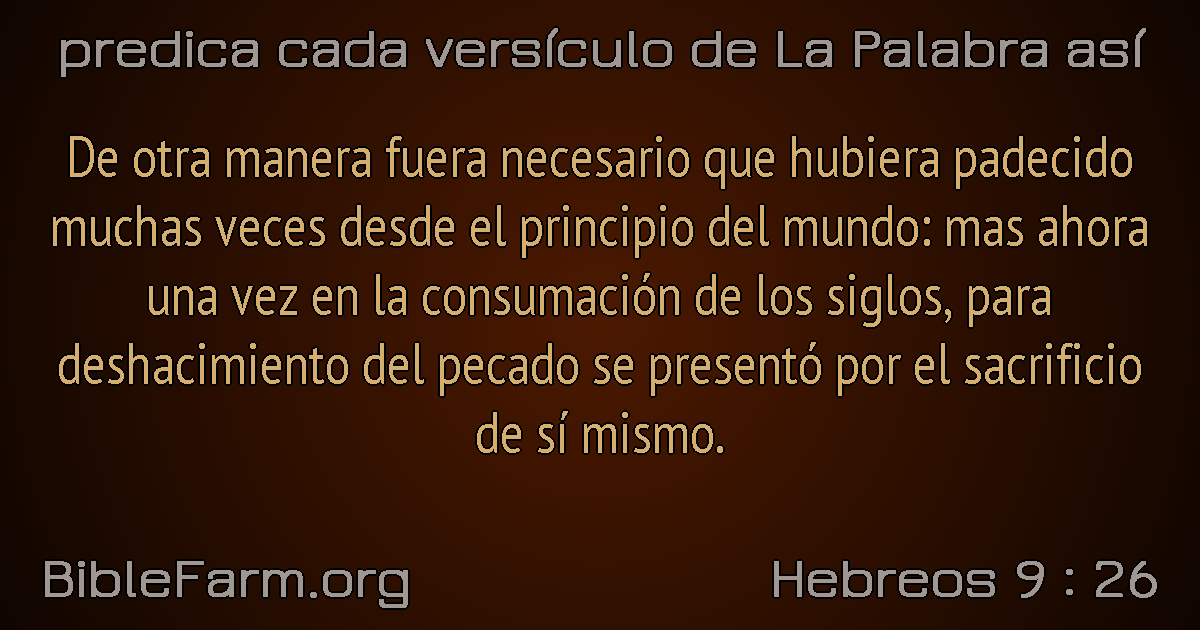 predica cada versículo de La Palabra así
De otra manera fuera necesario que hubiera padecido
muchas veces desde el principio del mundo: mas ahora
una vez en la consumación de los siglos, para
deshacimiento del pecado se presentó por el sacrificio
de sí mismo.
BibleFarm.org
Hebreos 9 : 26